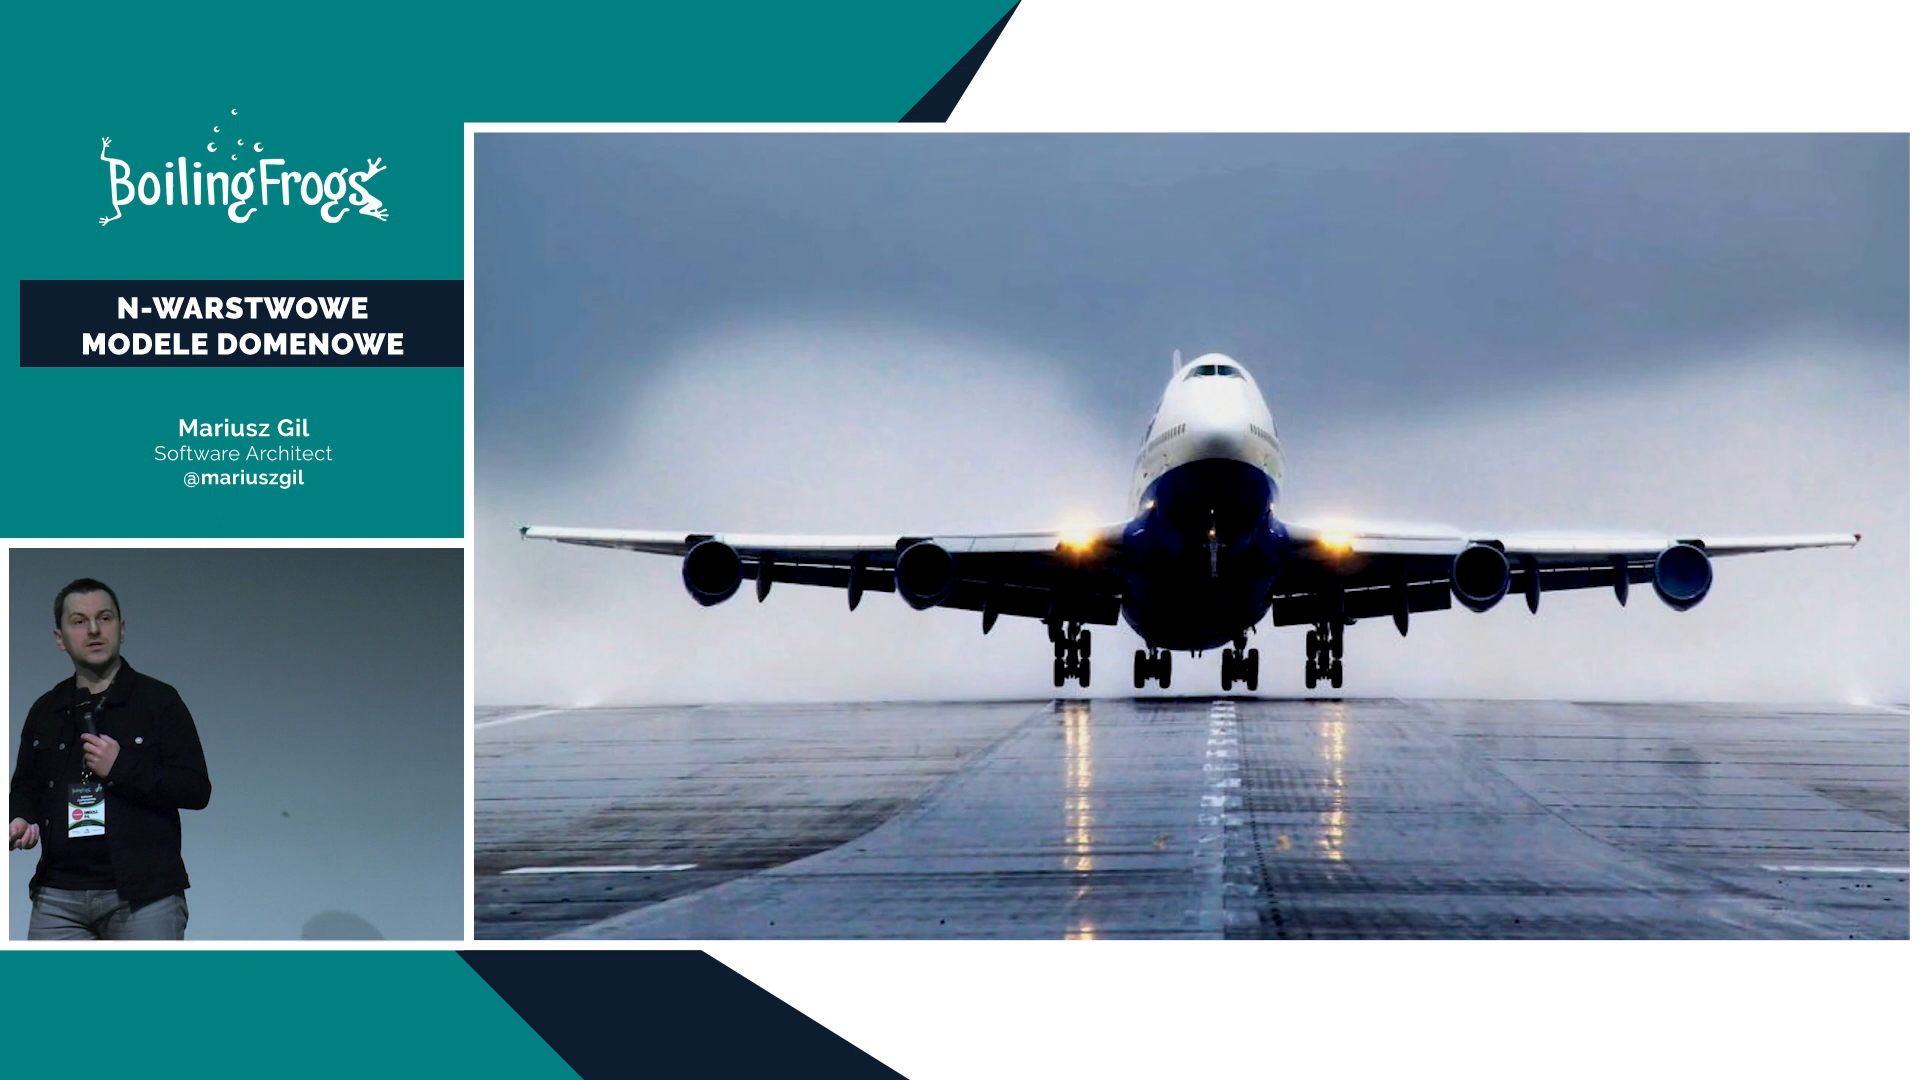 BoilingFrogs
N-WARSTWOWE
MODELE DOMENOWE
Mariusz Gil
Software Architect
@mariuszgil